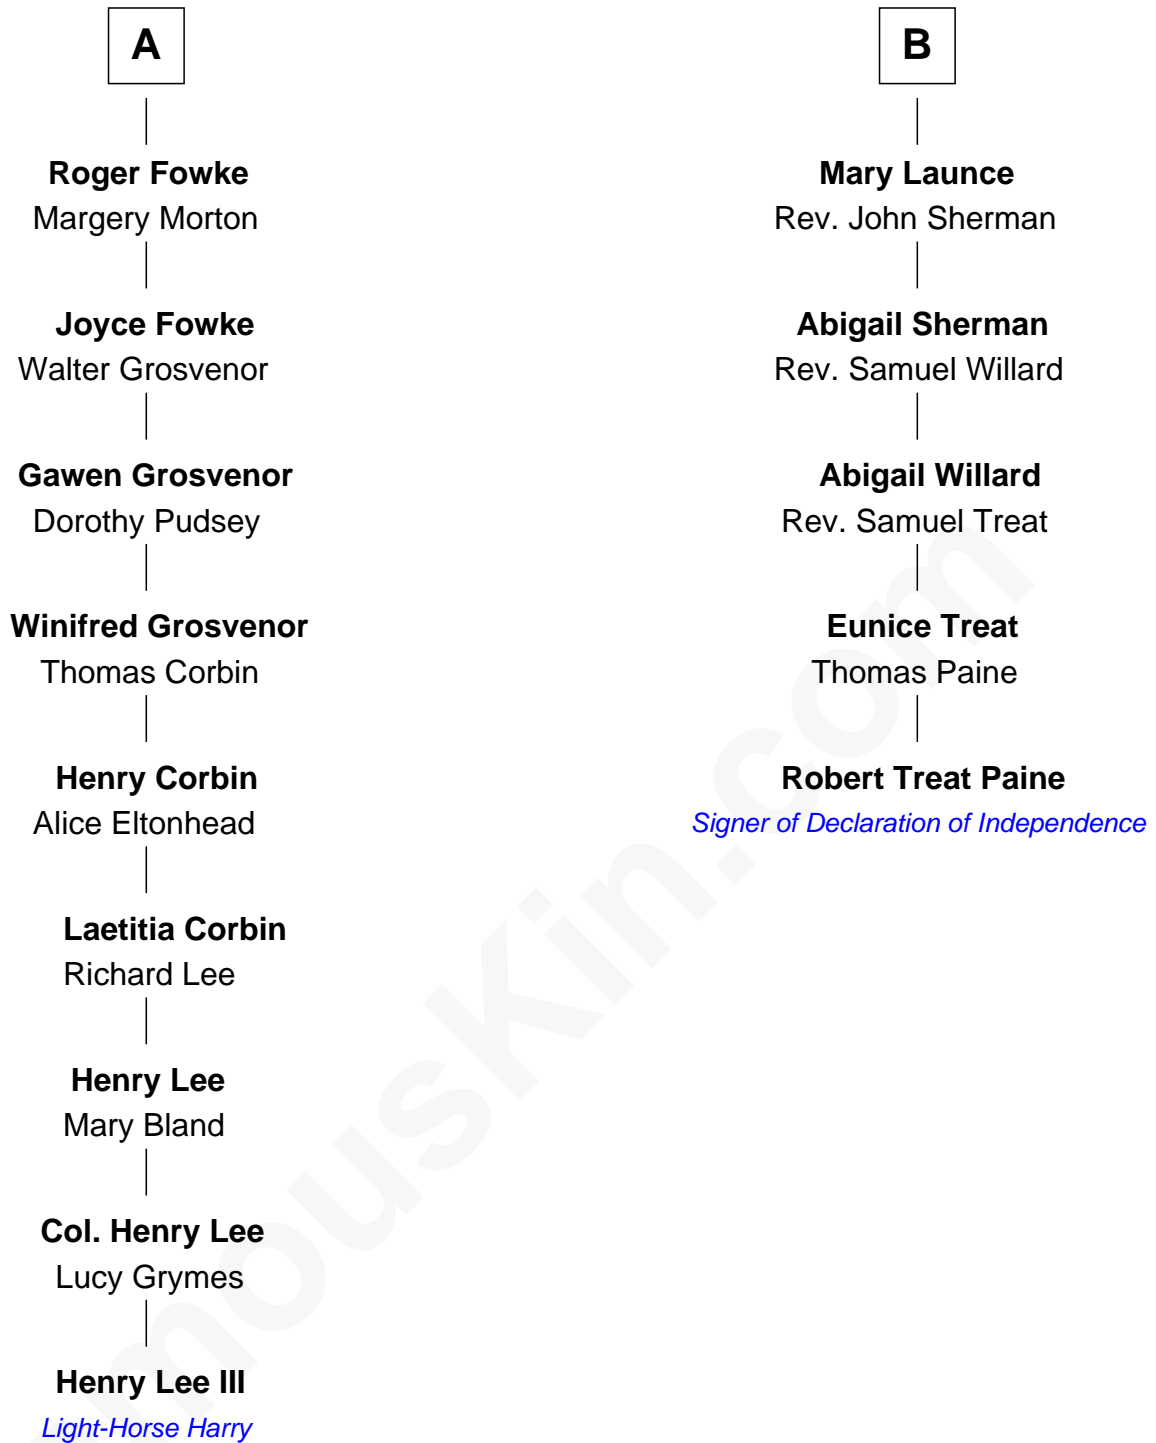 A
Roger Fowke
Margery Morton
Joyce Fowke
Walter Grosvenor
Gawen Grosvenor
Dorothy Pudsey
Winifred Grosvenor
Thomas Corbin
Henry Corbin
Alice Eltonhead
Laetitia Corbin
Richard Lee
Henry Lee
Mary Bland
Col. Henry Lee
Lucy Grymes
Henry Lee III
Light-Horse Harry
B
Mary Launce
Rev. John Sherman
Abigail Sherman
Rev. Samuel Willard
Abigail Willard
Rev. Samuel Treat
Eunice Treat
Thomas Paine
Robert Treat Paine
Signer of Declaration of Independence
mouskin.com